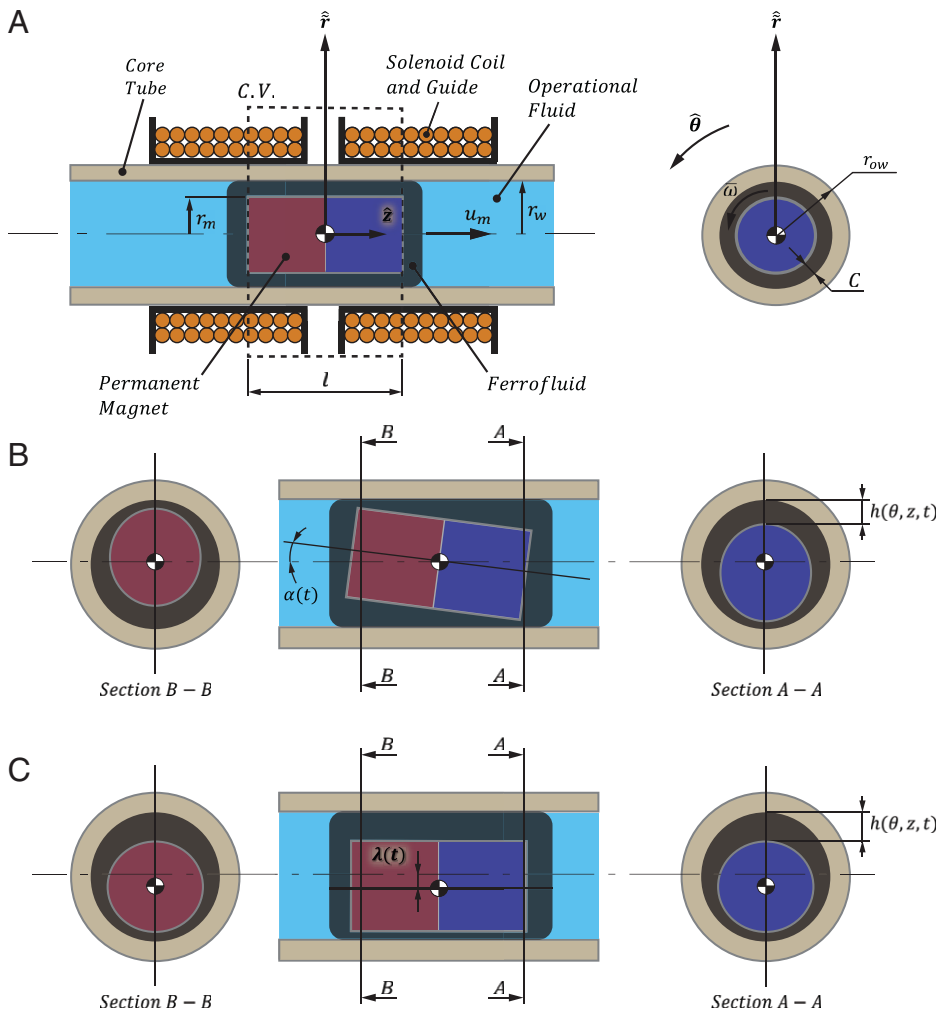 A
r̂
r̂
Core
Tube
C.V.
Solenoid Coil
and Guide
Operational
Fluid
θ̂
r_ow
ω̄
r_m
ẑ
u_m
r_w
C
Permanent
Magnet
l
Ferrofluid
B
B
A
h(θ, z, t)
α(t)
B
A
Section B − B
Section A − A
C
B
A
λ(t)
h(θ, z, t)
B
A
Section B − B
Section A − A